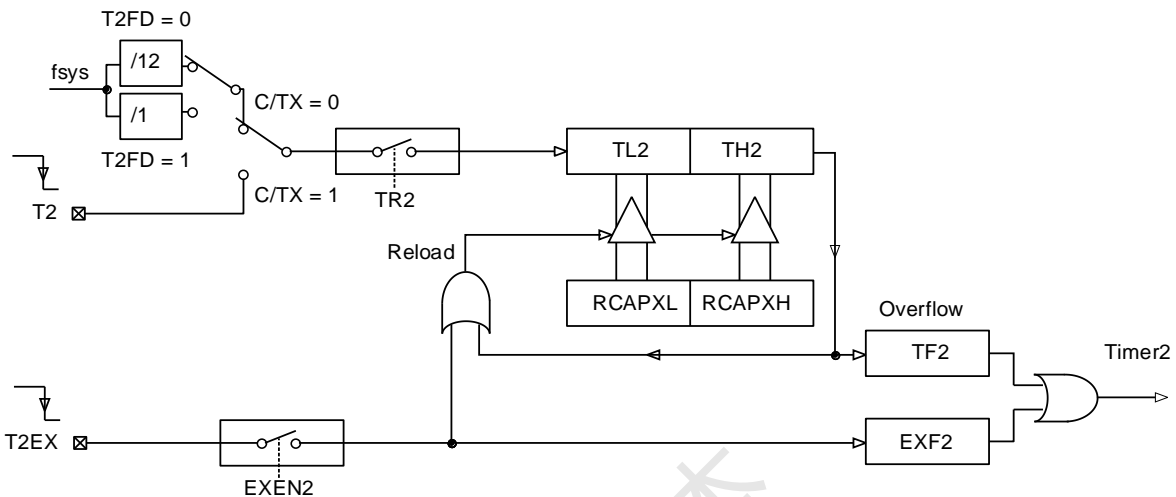 T2FD = 0
/12
fsys
/1
T2FD = 1
C/TX = 0
C/TX = 1
T2
TR2
TL2
TH2
Reload
RCAPXL
RCAPXH
Overflow
TF2
Timer2
T2EX
EXEN2
EXF2